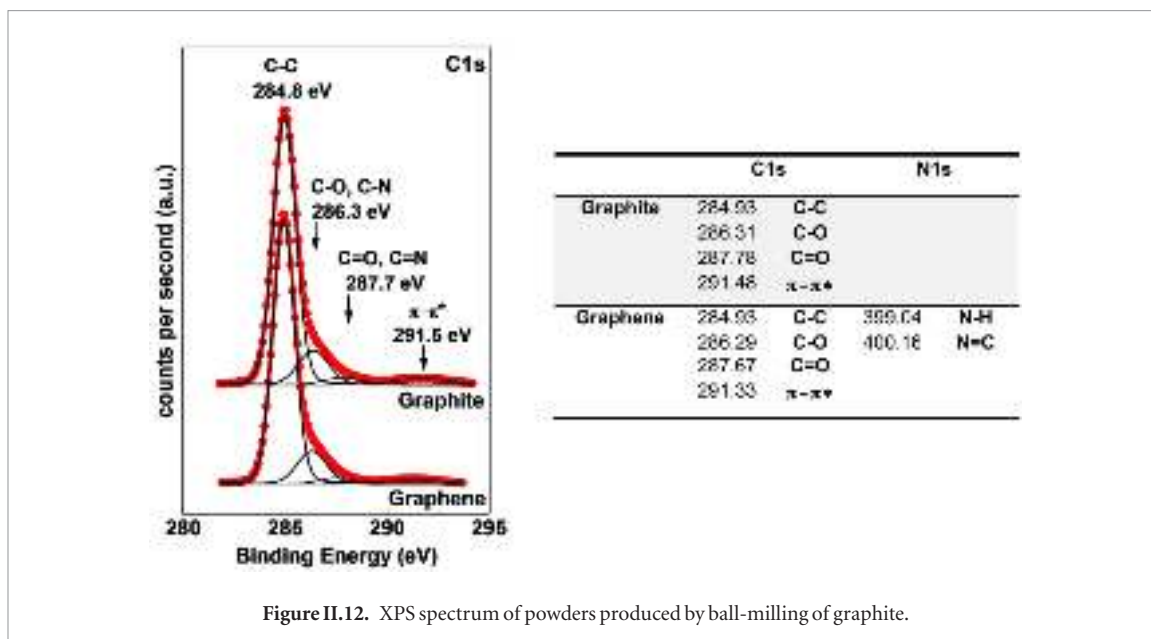 C-C
C1s
284.8 eV
C-O, C-N
286.3 eV
C=O, C=N
287.7 eV
π-π*
291.5 eV
Graphite
Graphene
counts per second (a.u.)
280 285 290 295
Binding Energy (eV)
C1s N1s
Graphite 284.93 C-C
286.31 C-O
287.78 C=O
291.48 π-π*
Graphene 284.93 C-C 399.04 N-H
286.29 C-O 400.16 N=C
287.67 C=O
291.33 π-π*
Figure II.12. XPS spectrum of powders produced by ball-milling of graphite.